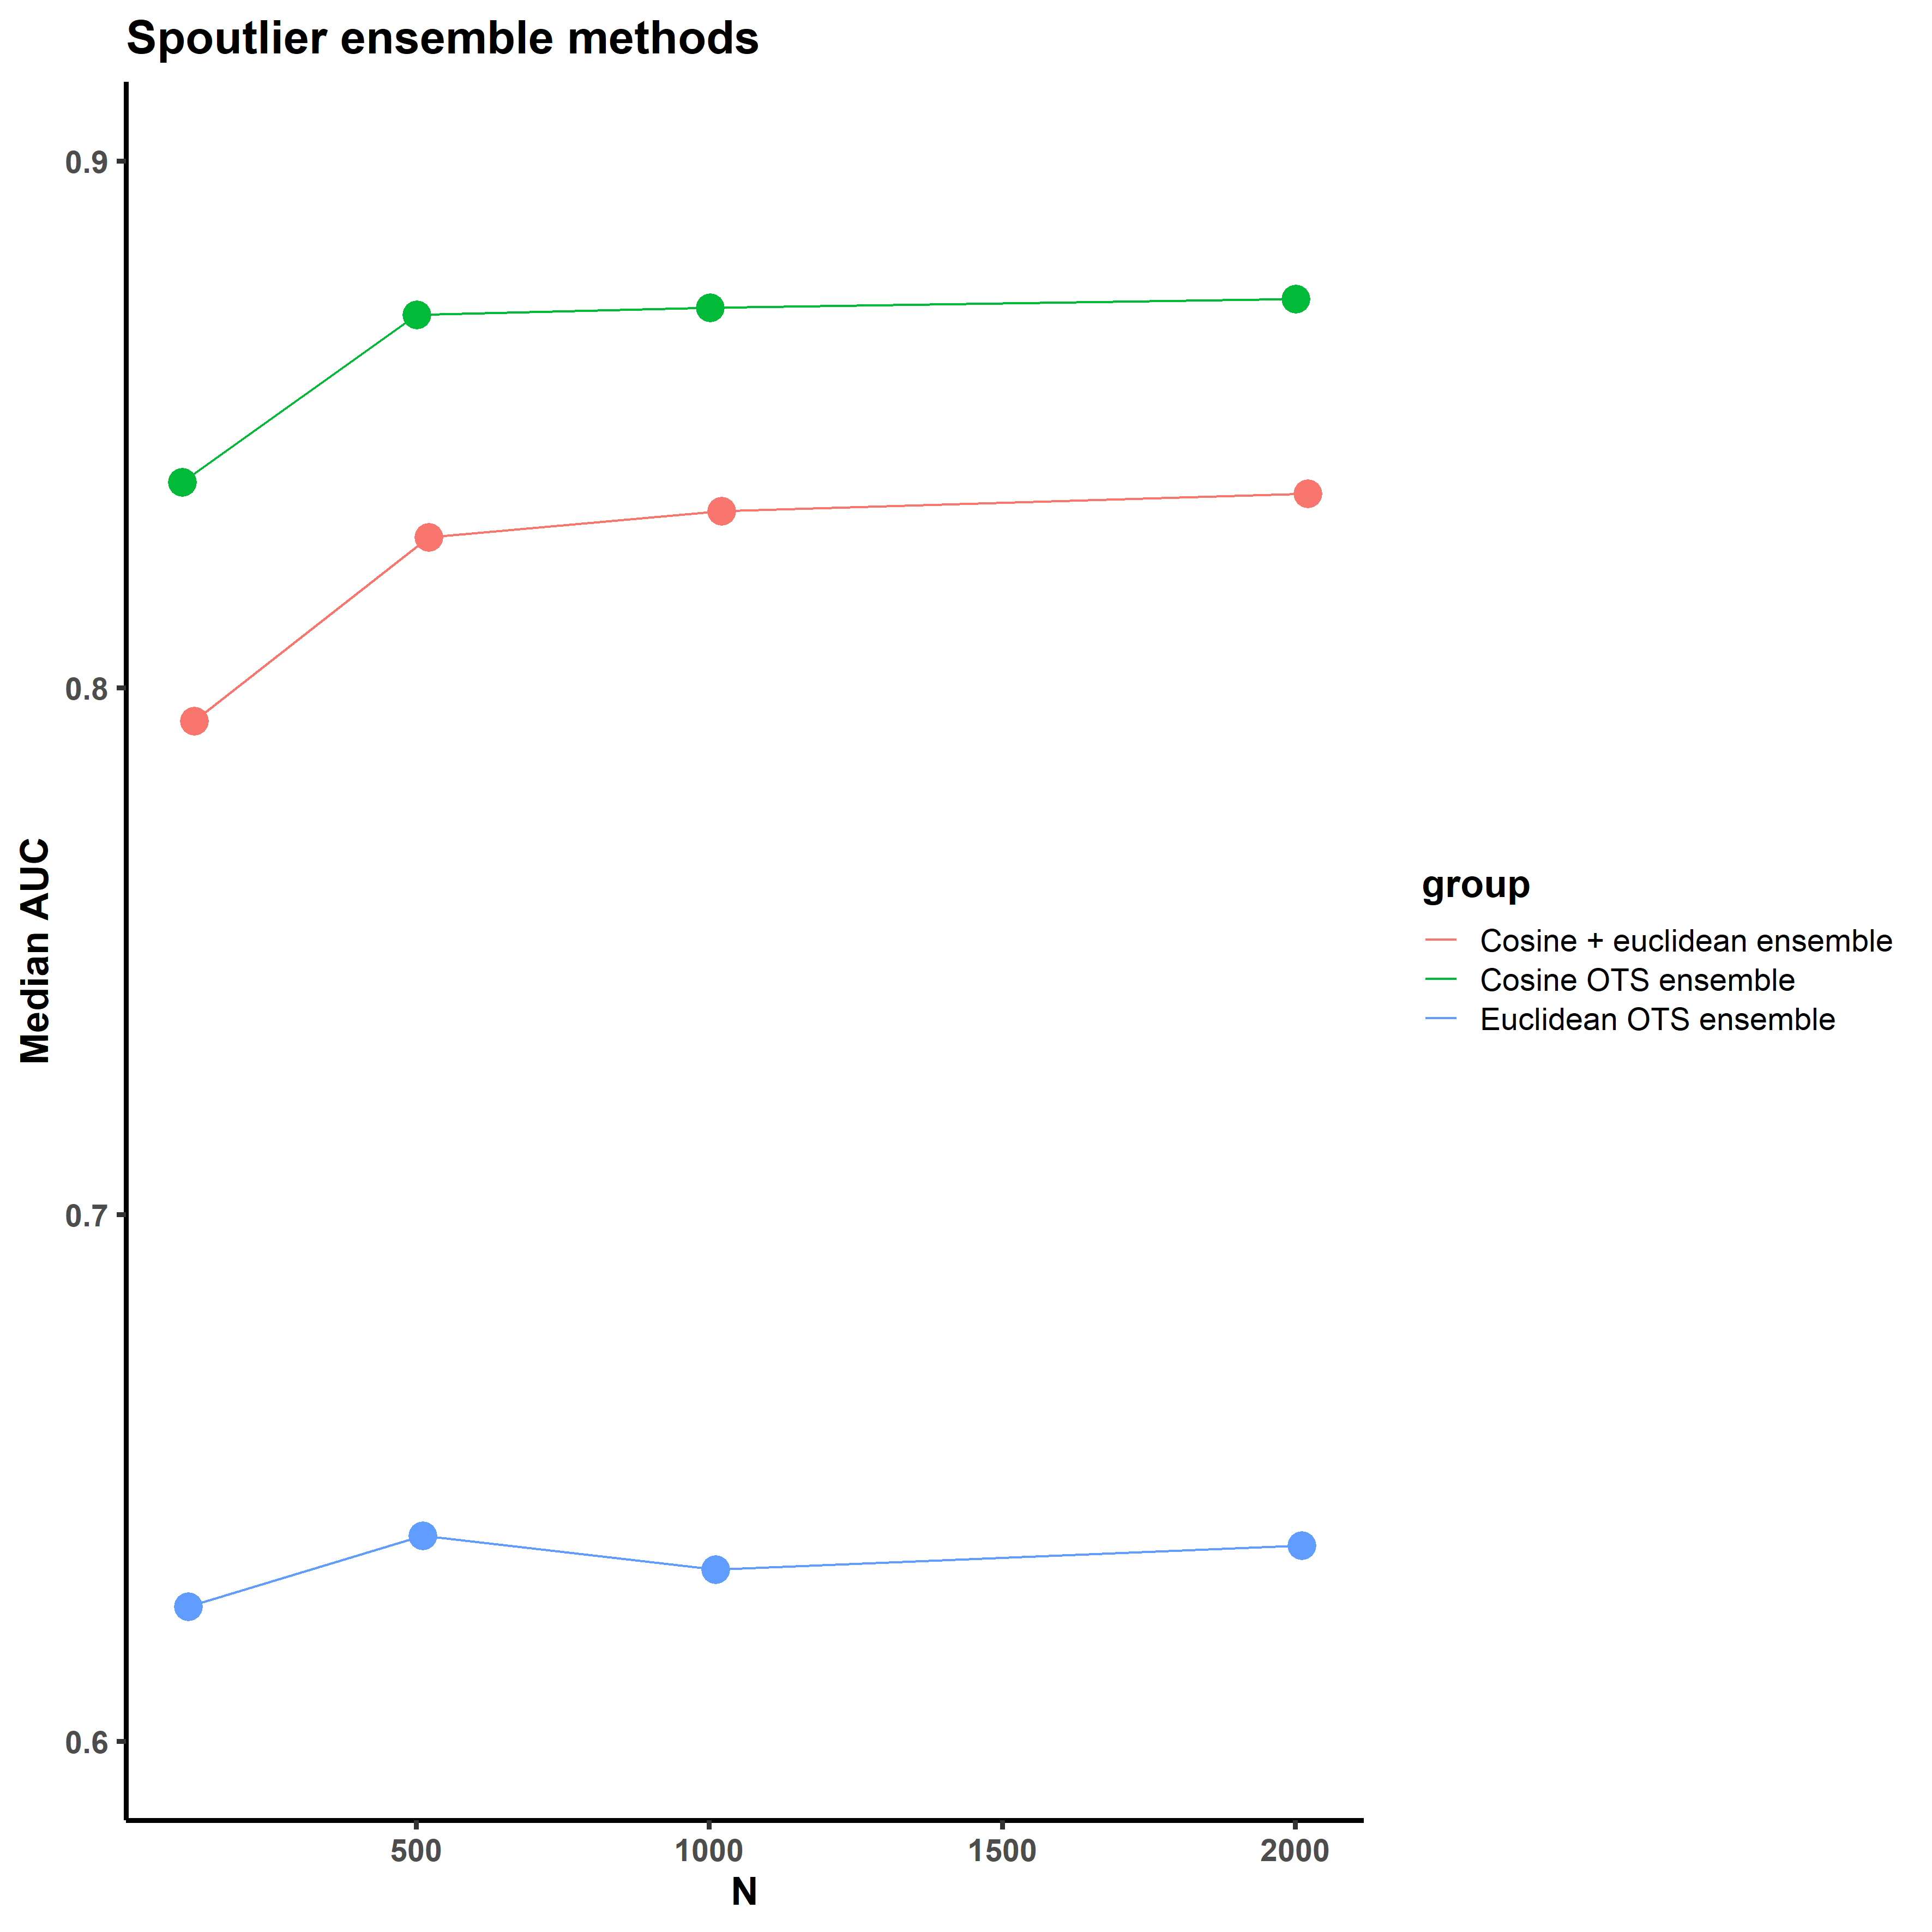 Spoutlier ensemble methods
0.9
0.8
0.7
0.6
Median AUC
500 1000 1500 2000
N
group
Cosine + euclidean ensemble
Cosine OTS ensemble
Euclidean OTS ensemble